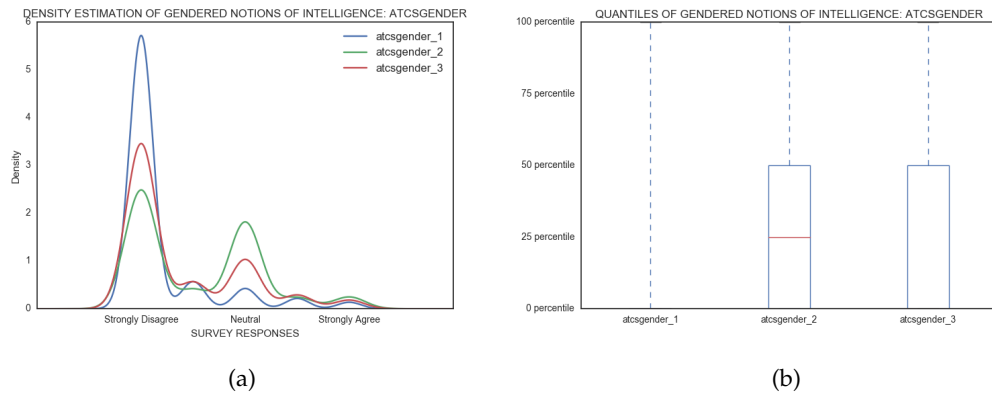 DENSITY ESTIMATION OF GENDERED NOTIONS OF INTELLIGENCE: ATCSGENDER
6
5
4
3
2
1
0
Density
atcsgender_1
atcsgender_2
atcsgender_3
Strongly Disagree Neutral Strongly Agree
SURVEY RESPONSES
(a)
QUANTILES OF GENDERED NOTIONS OF INTELLIGENCE: ATCSGENDER
100 percentile
75 percentile
50 percentile
25 percentile
0 percentile
atcsgender_1 atcsgender_2 atcsgender_3
(b)